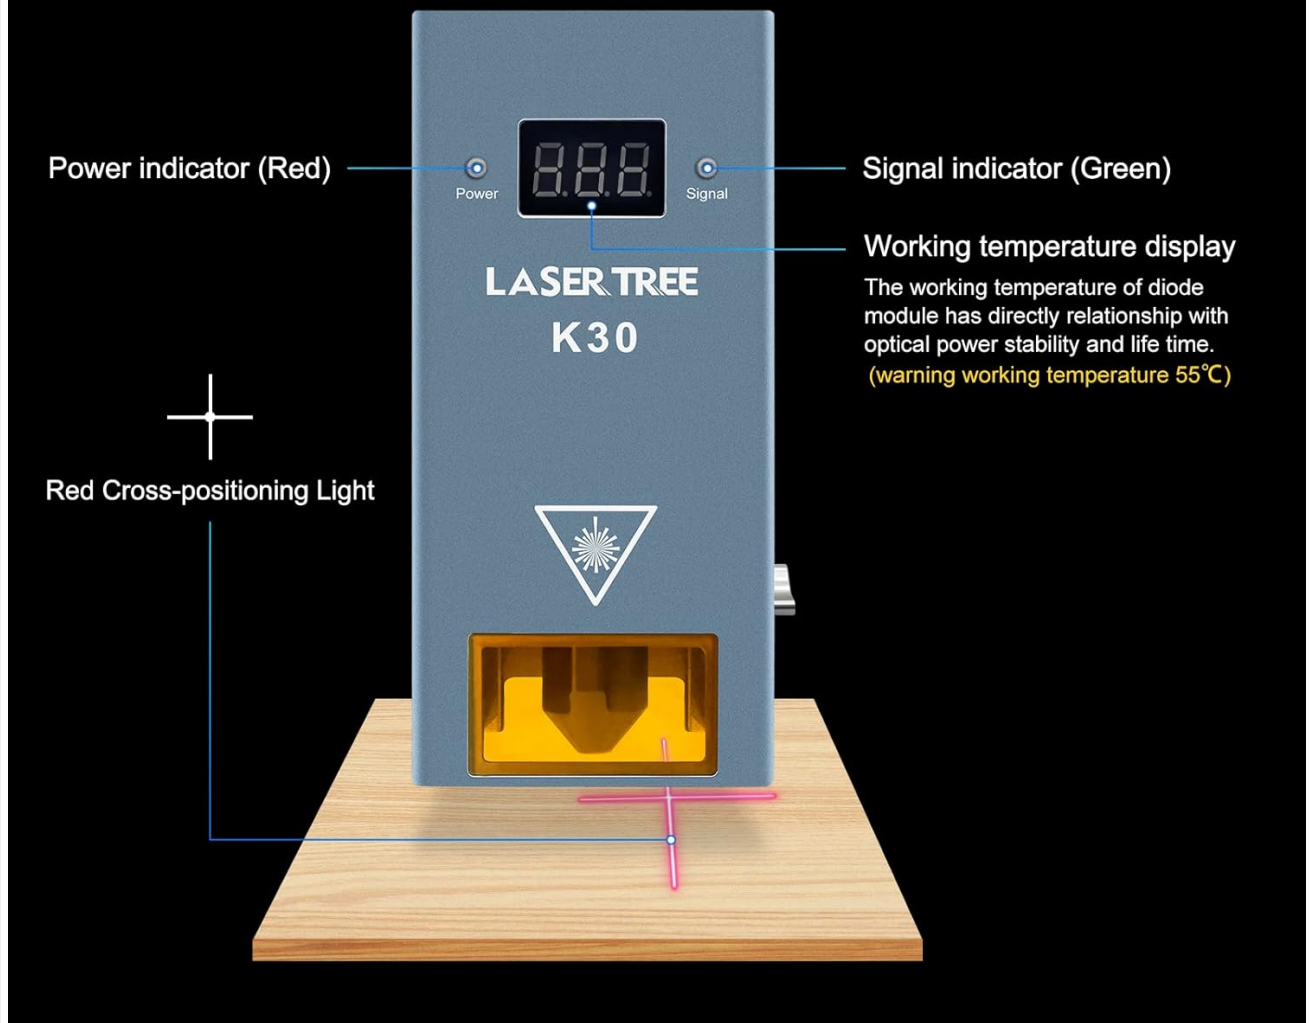 Power indicator (Red)
Power
888
Signal
Signal indicator (Green)
Working temperature display
The working temperature of diode
module has directly relationship with
optical power stability and life time.
(warning working temperature 55℃)
LASER TREE
K30
Red Cross-positioning Light